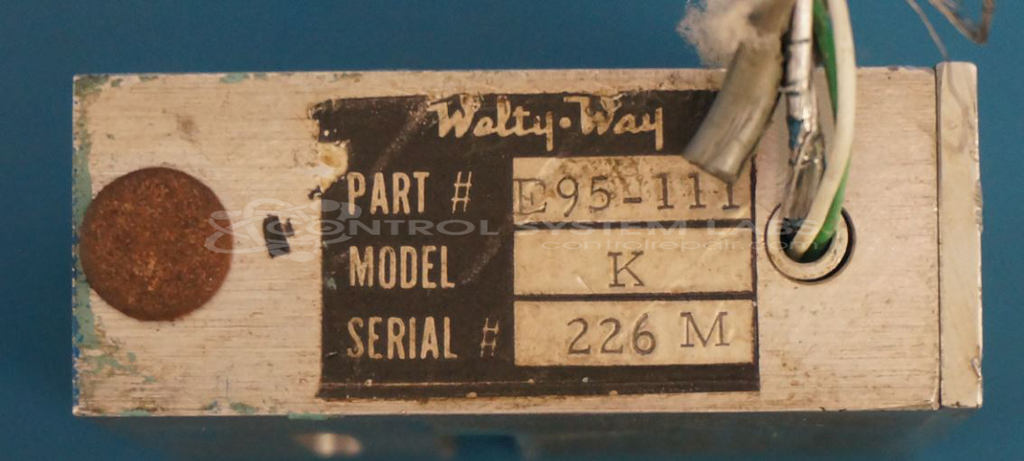 Welty·Way
PART # E95-111
CONTROL SYSTEM LABS
controlrepair.com
MODEL K
SERIAL # 226 M